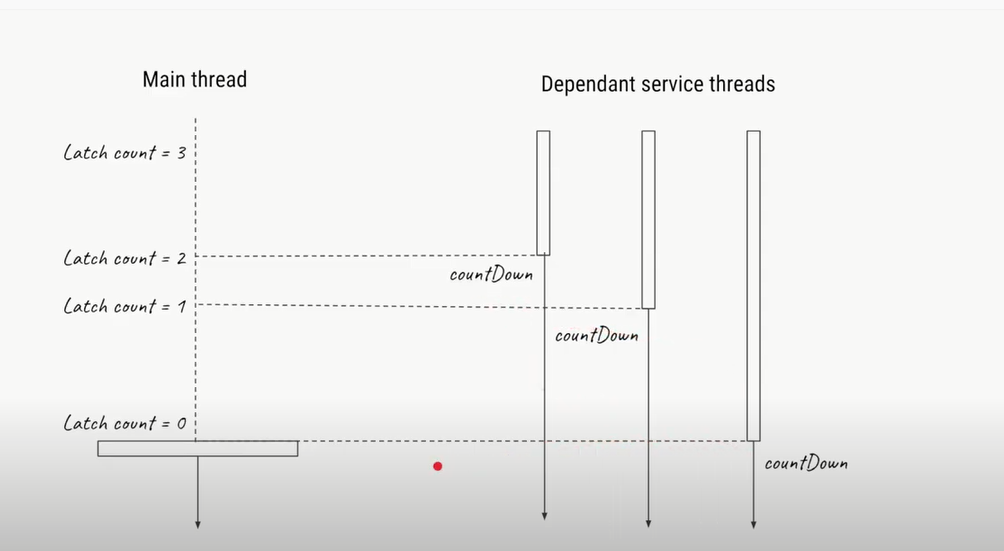 Main thread
Dependant service threads
Latch count = 3
Latch count = 2
countDown
Latch count = 1
countDown
Latch count = 0
countDown